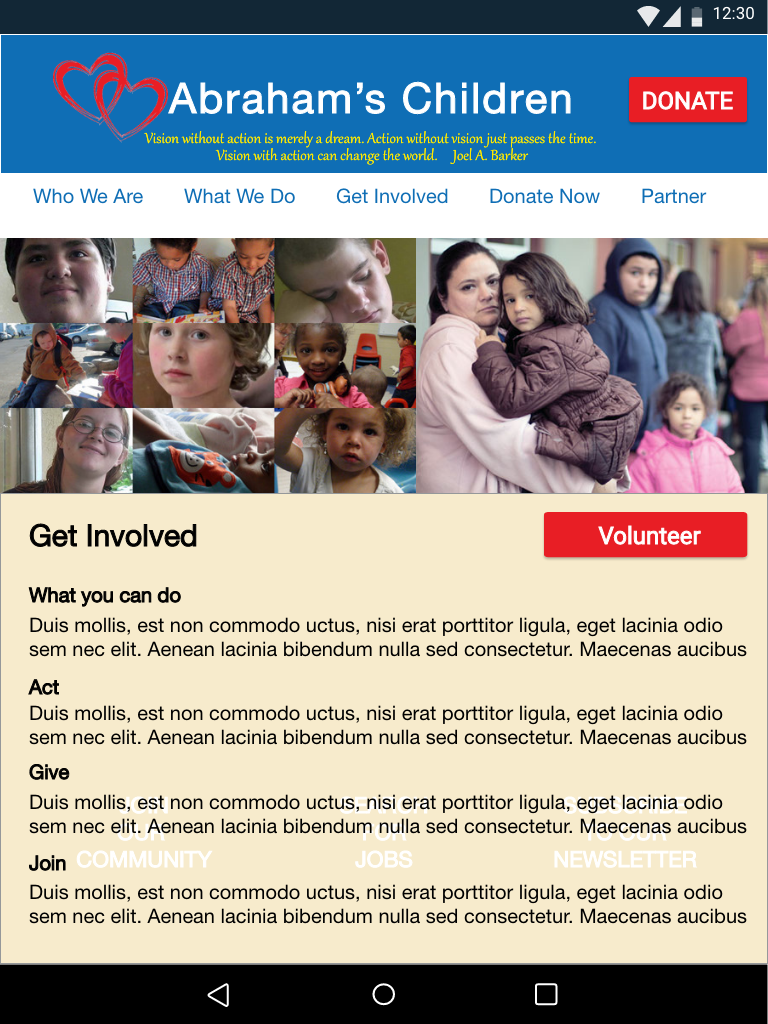 12:30
Abraham's Children
DONATE
Vision without action is merely a dream. Action without vision just passes the time.
Vision with action can change the world. Joel A. Barker
Who We Are What We Do Get Involved Donate Now Partner
Get Involved
Volunteer
What you can do
Duis mollis, est non commodo uctus, nisi erat porttitor ligula, eget lacinia odio
sem nec elit. Aenean lacinia bibendum nulla sed consectetur. Maecenas aucibus
Act
Duis mollis, est non commodo uctus, nisi erat porttitor ligula, eget lacinia odio
sem nec elit. Aenean lacinia bibendum nulla sed consectetur. Maecenas aucibus
Give
Duis mollis, est non commodo uctus, nisi erat porttitor ligula, eget lacinia odio
sem nec elit. Aenean lacinia bibendum nulla sed consectetur. Maecenas aucibus
JOIN SEARCH SUBSCRIBE
OUR FOR TO OUR
COMMUNITY JOBS NEWSLETTER
Join
Duis mollis, est non commodo uctus, nisi erat porttitor ligula, eget lacinia odio
sem nec elit. Aenean lacinia bibendum nulla sed consectetur. Maecenas aucibus